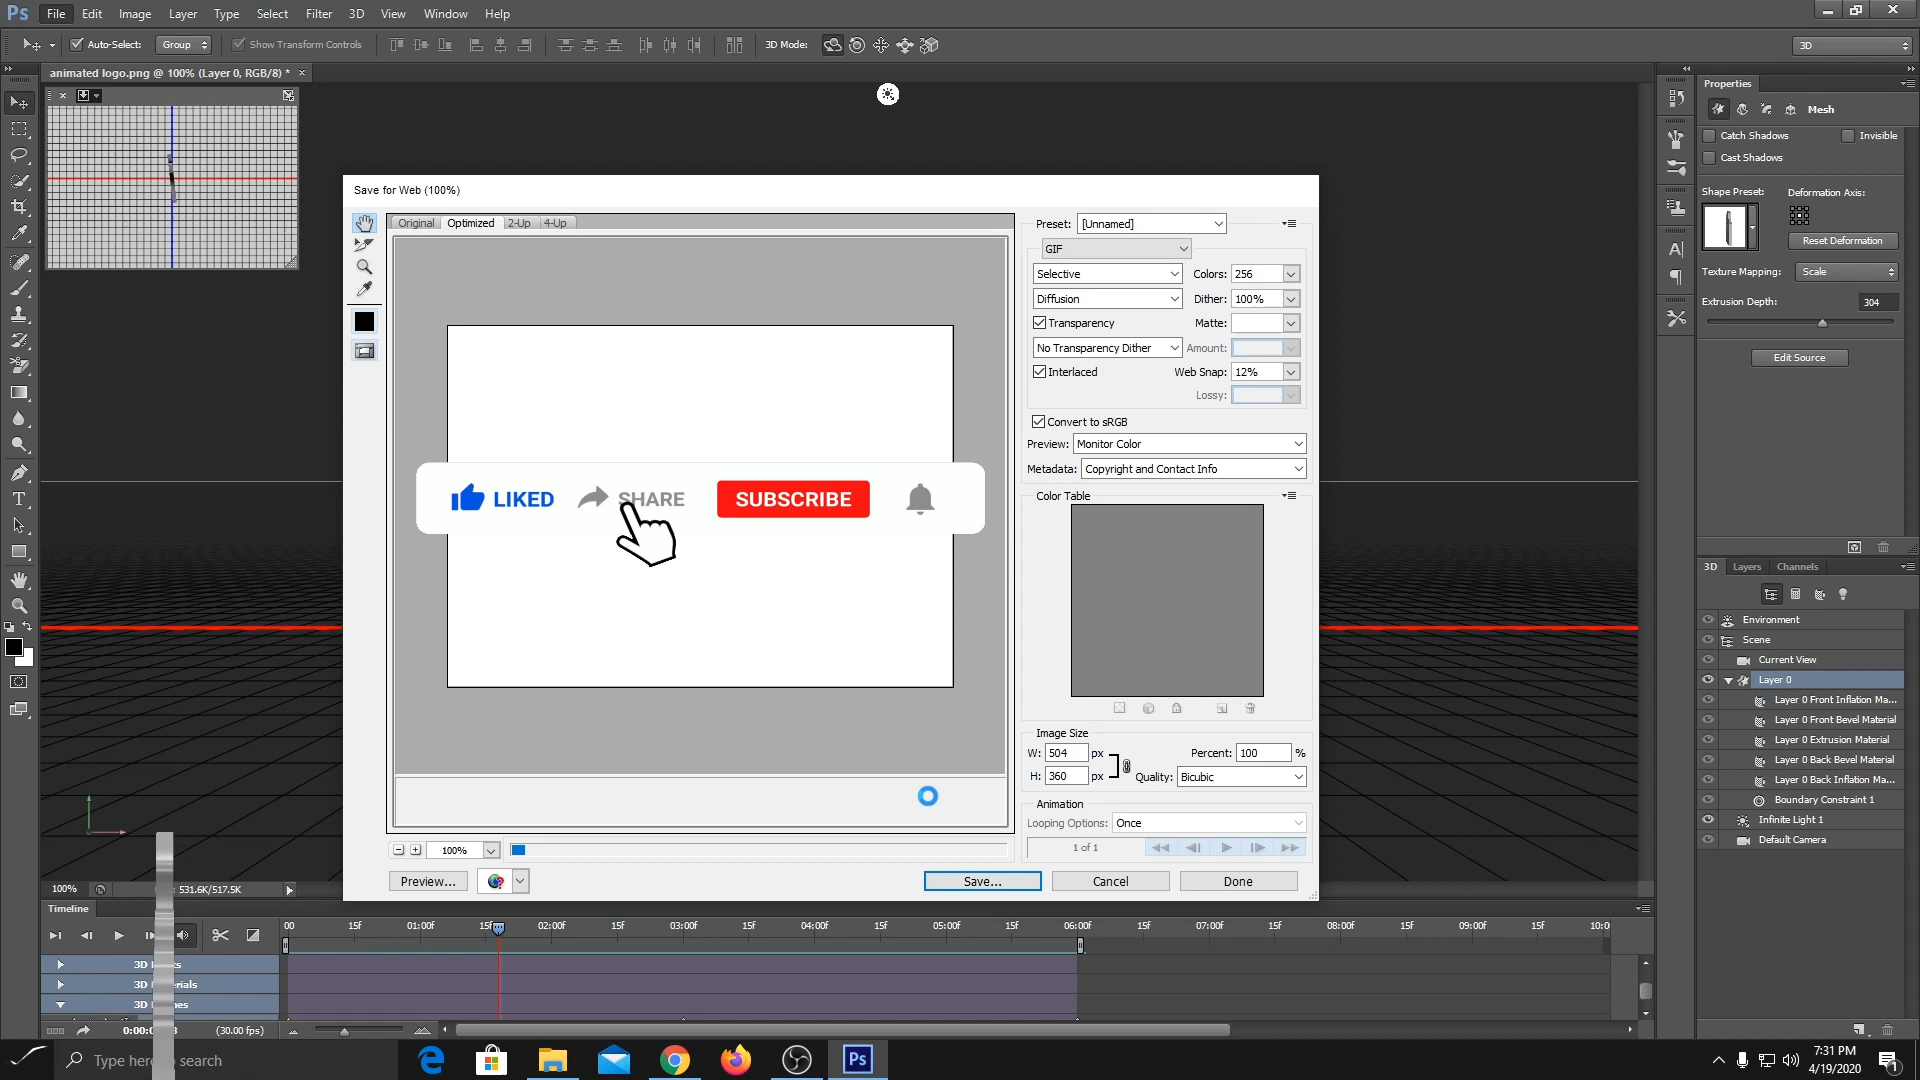 Ps File Edit Image Layer Type Select Filter 3D View Window Help
Auto-Select: Group Show Transform Controls 3D Mode: 3D
animated logo.png @ 100% (Layer 0, RGB/8) *
Save for Web (100%)
Original Optimized 2-Up 4-Up
Preset: [Unnamed]
GIF
Selective Colors: 256
Diffusion Dither: 100%
Transparency Matte:
No Transparency Dither Amount:
Interlaced Web Snap: 12%
Lossy:
Convert to sRGB
Preview: Monitor Color
Metadata: Copyright and Contact Info
Color Table
LIKED SHARE SUBSCRIBE
Image Size
W: 504 px Percent: 100 %
H: 360 px Quality: Bicubic
Animation
Looping Options: Once
1 of 1
100%
Preview... Save... Cancel Done
Properties
Mesh
Catch Shadows Invisible
Cast Shadows
Shape Preset: Deformation Axis:
Reset Deformation
Texture Mapping: Scale
Extrusion Depth: 304
Edit Source
3D Layers Channels
Environment
Scene
Current View
Layer 0
Layer 0 Front Inflation Ma...
Layer 0 Front Bevel Material
Layer 0 Extrusion Material
Layer 0 Back Bevel Material
Layer 0 Back Inflation Ma...
Boundary Constraint 1
Infinite Light 1
Default Camera
100% 531.6K/517.5K
Timeline
00 15f 01:00f 15f 02:00f 15f 03:00f 15f 04:00f 15f 05:00f 15f 06:00f 15f 07:00f 15f 08:00f 15f 09:00f 15f 10:0
3D
3D
3D
(30.00 fps)
Type here search
Ps
7:31 PM
4/19/2020
1